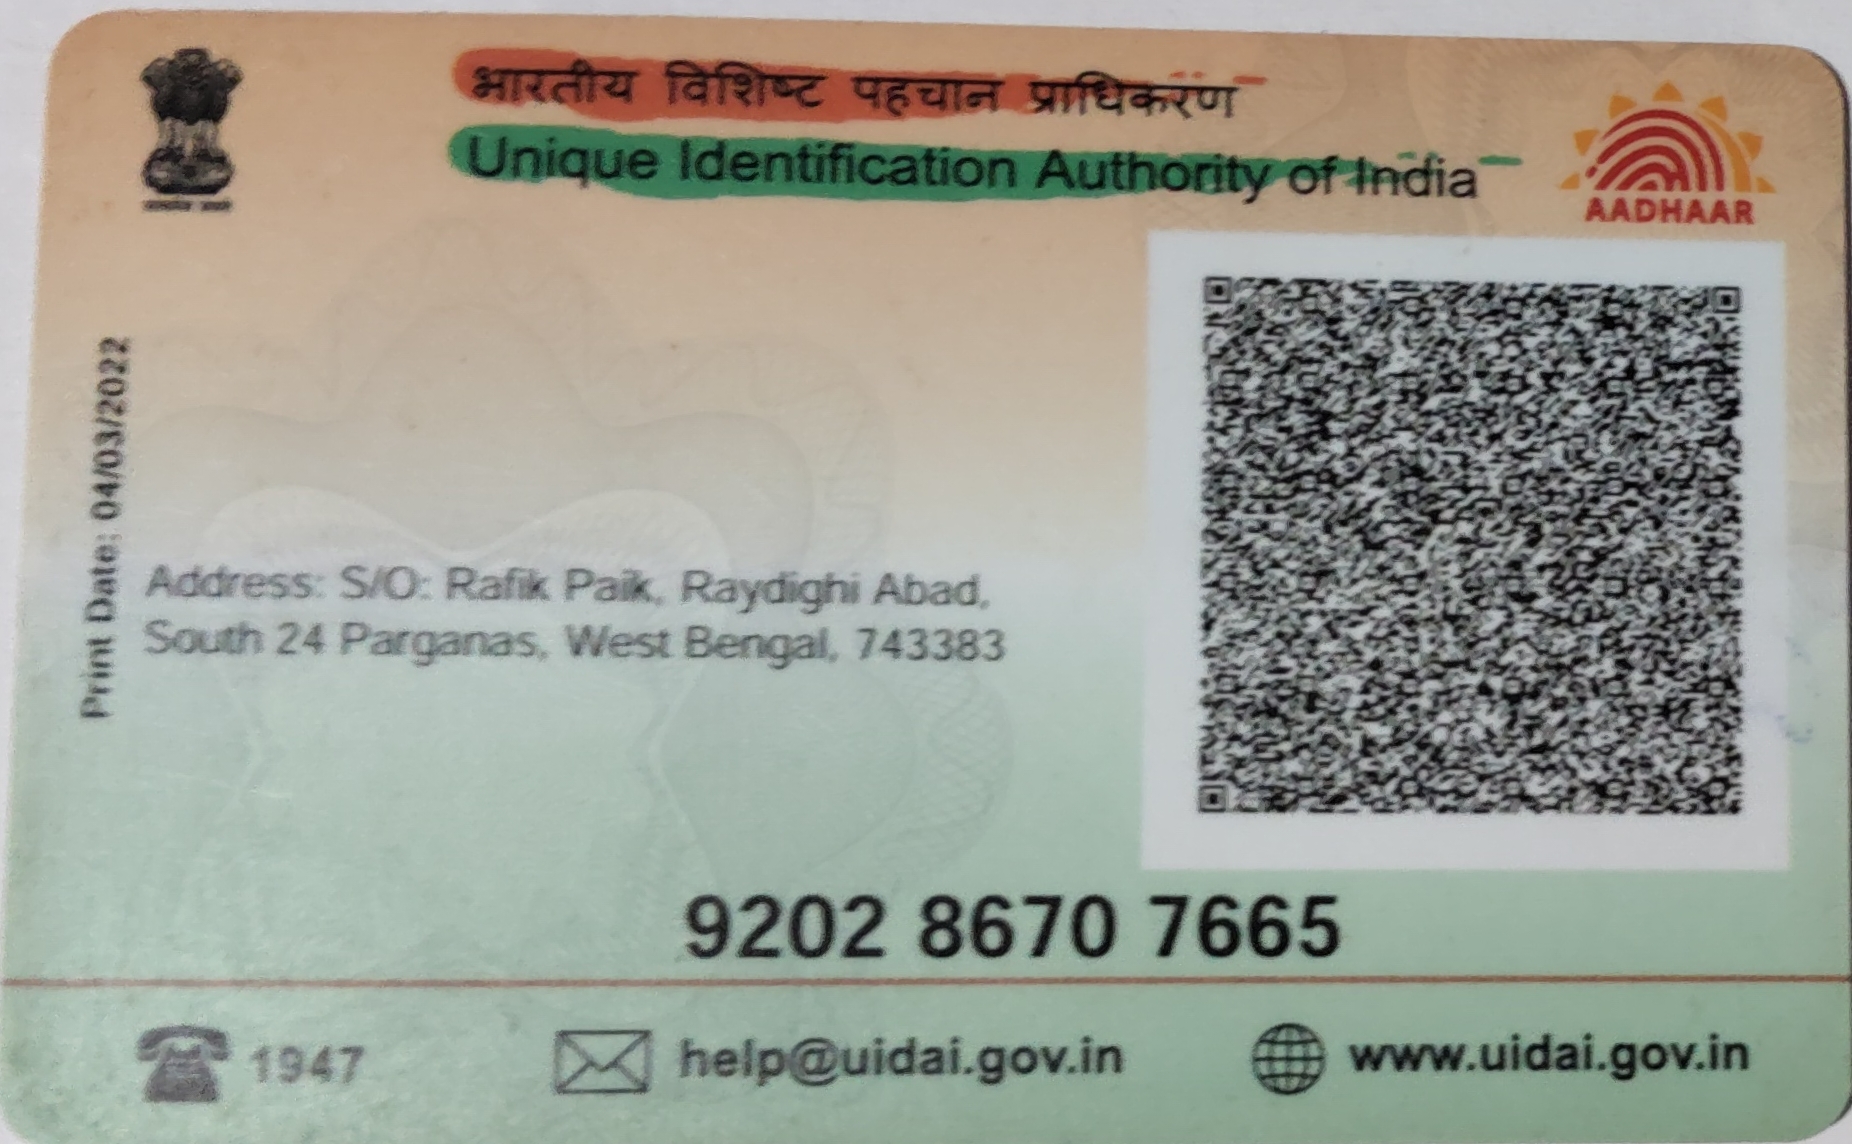 भारतीय विशिष्ट पहचान प्राधिकरण
Unique Identification Authority of India
AADHAAR
Print Date: 04/03/2022
Address: S/O: Rafik Paik, Raydighi Abad,
South 24 Parganas, West Bengal, 743383
9202 8670 7665
1947
help@uidai.gov.in
www.uidai.gov.in